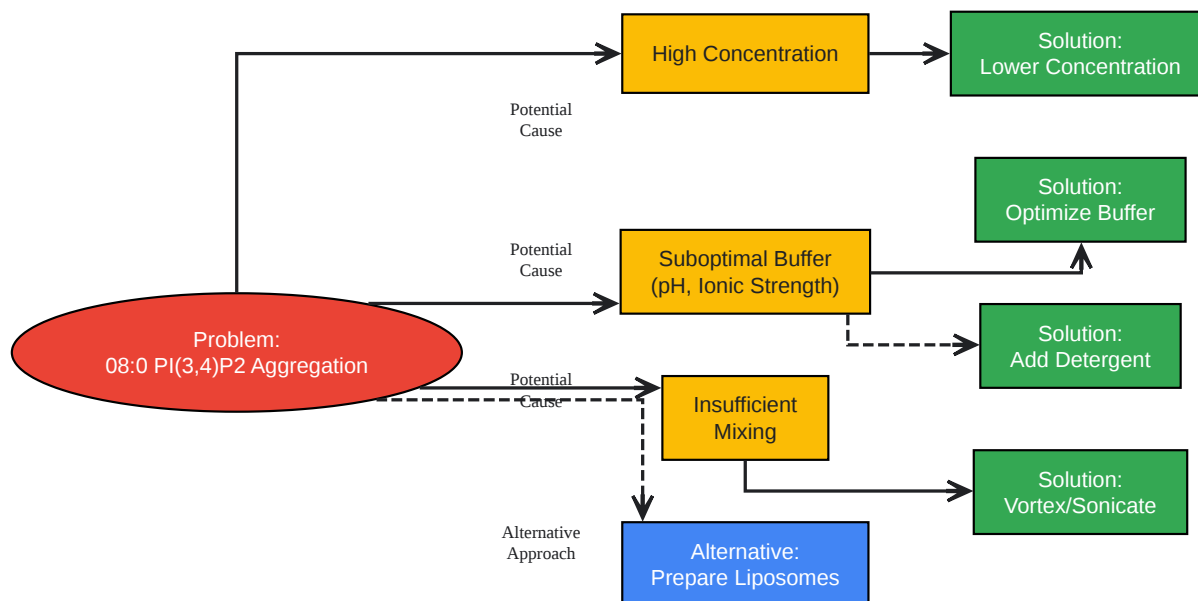 High Concentration
Solution:
Lower Concentration
Potential
Cause
Solution:
Optimize Buffer
Potential
Cause
Suboptimal Buffer
(pH, Ionic Strength)
Problem:
08:0 PI(3,4)P2 Aggregation
Solution:
Add Detergent
Potential
Cause
Insufficient
Mixing
Solution:
Vortex/Sonicate
Alternative
Approach
Alternative:
Prepare Liposomes